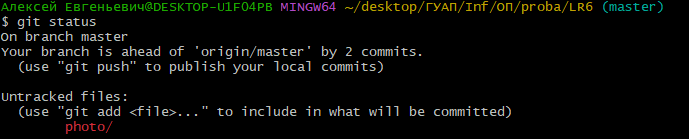 Алексей Евгеньевич@DESKTOP-U1F04PB MINGW64 ~/desktop/ГУАП/Inf/ОП/proba/LR6 (master)
$ git status
On branch master
Your branch is ahead of 'origin/master' by 2 commits.
  (use "git push" to publish your local commits)

Untracked files:
  (use "git add <file>..." to include in what will be committed)
        photo/